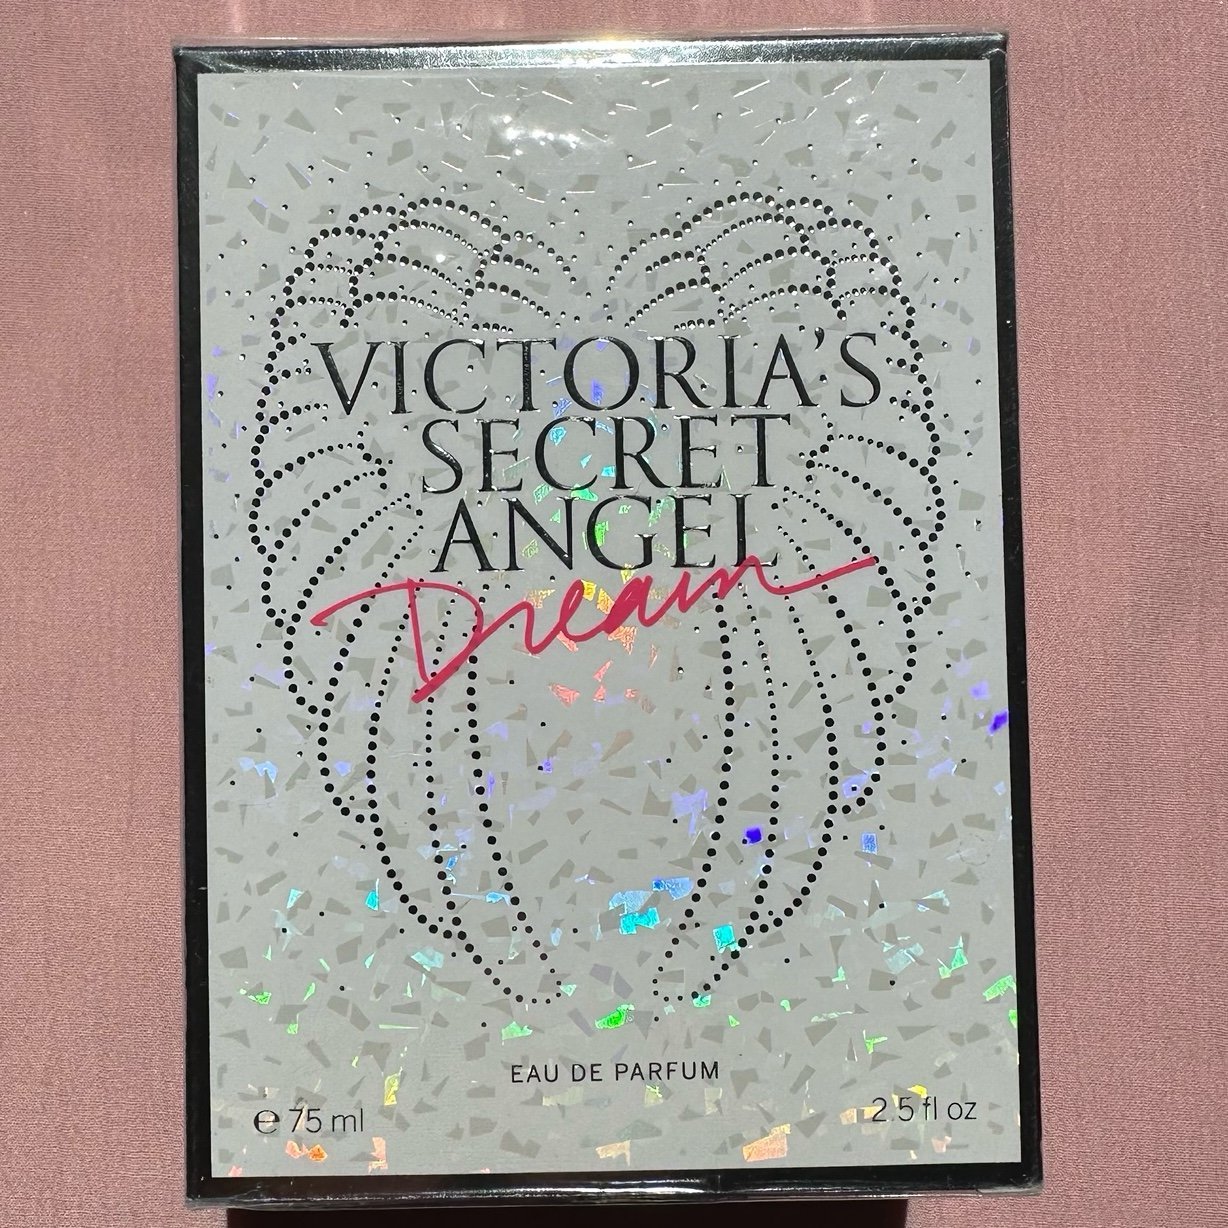 VICTORIA'S
SECRET
ANGEL
Dream
EAU DE PARFUM
℮ 75 ml
2.5 fl oz